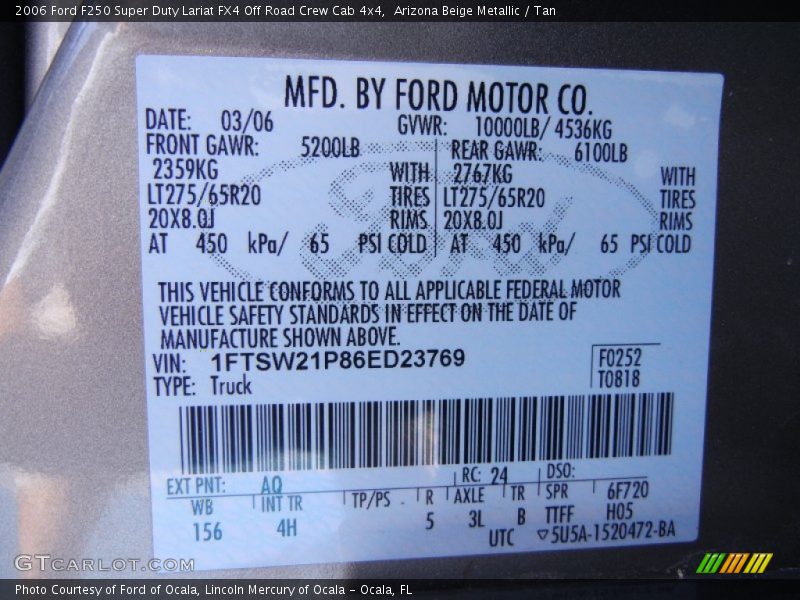 2006 Ford F250 Super Duty Lariat FX4 Off Road Crew Cab 4x4,  Arizona Beige Metallic / Tan
MFD. BY FORD MOTOR CO.
DATE: 03/06 GVWR: 10000LB/ 4536KG
FRONT GAWR: 5200LB REAR GAWR: 6100LB
2359KG WITH 2767KG WITH
LT275/65R20 TIRES LT275/65R20 TIRES
20X8.0J RIMS 20X8.0J RIMS
AT 450 kPa/ 65 PSI COLD AT 450 kPa/ 65 PSI COLD
THIS VEHICLE CONFORMS TO ALL APPLICABLE FEDERAL MOTOR
VEHICLE SAFETY STANDARDS IN EFFECT ON THE DATE OF
MANUFACTURE SHOWN ABOVE.
VIN: 1FTSW21P86ED23769 F0252
TYPE: Truck T0818
EXT PNT: AQ RC: 24 DSO:
WB INT TR TP/PS R AXLE TR SPR 6F720
156 4H 5 3L B TTFF H05
UTC ▽5U5A-1520472-BA
GTCARLOT.COM
Photo Courtesy of Ford of Ocala, Lincoln Mercury of Ocala - Ocala, FL